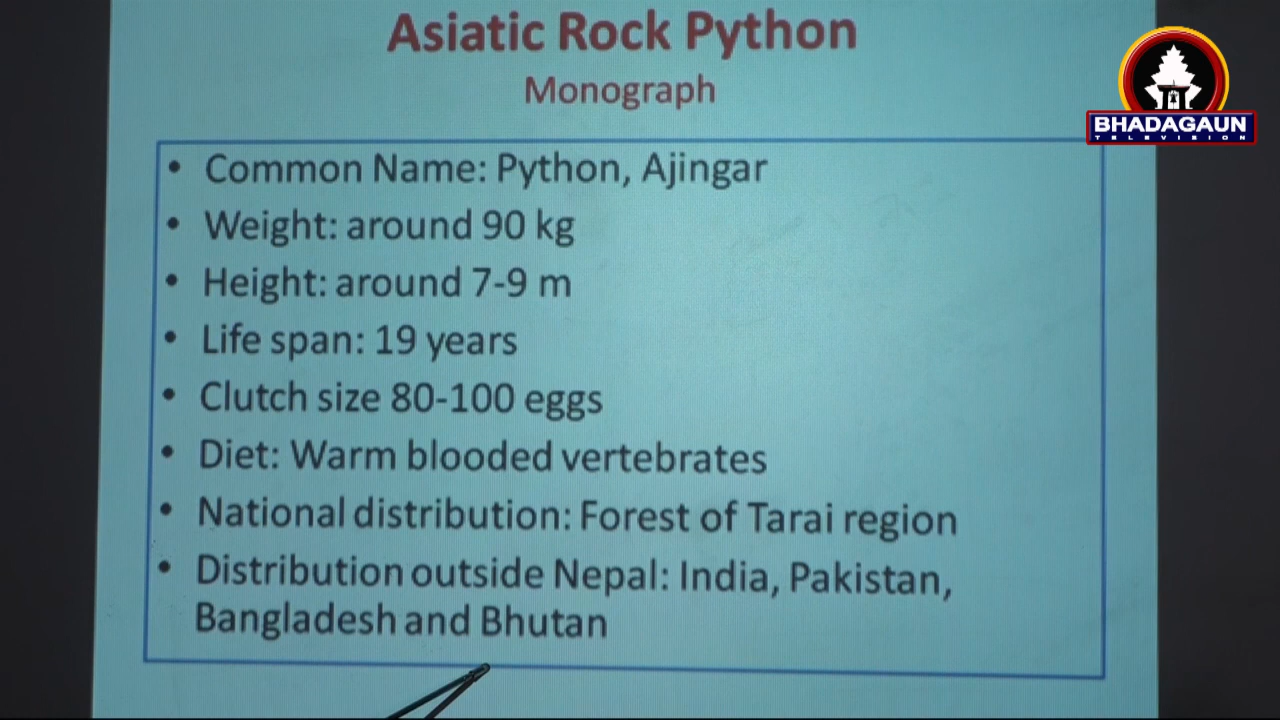 Asiatic Rock Python
Monograph
BHADAGAUN
TELEVISION
• Common Name: Python, Ajingar
• Weight: around 90 kg
• Height: around 7-9 m
• Life span: 19 years
• Clutch size 80-100 eggs
• Diet: Warm blooded vertebrates
• National distribution: Forest of Tarai region
• Distribution outside Nepal: India, Pakistan,
Bangladesh and Bhutan